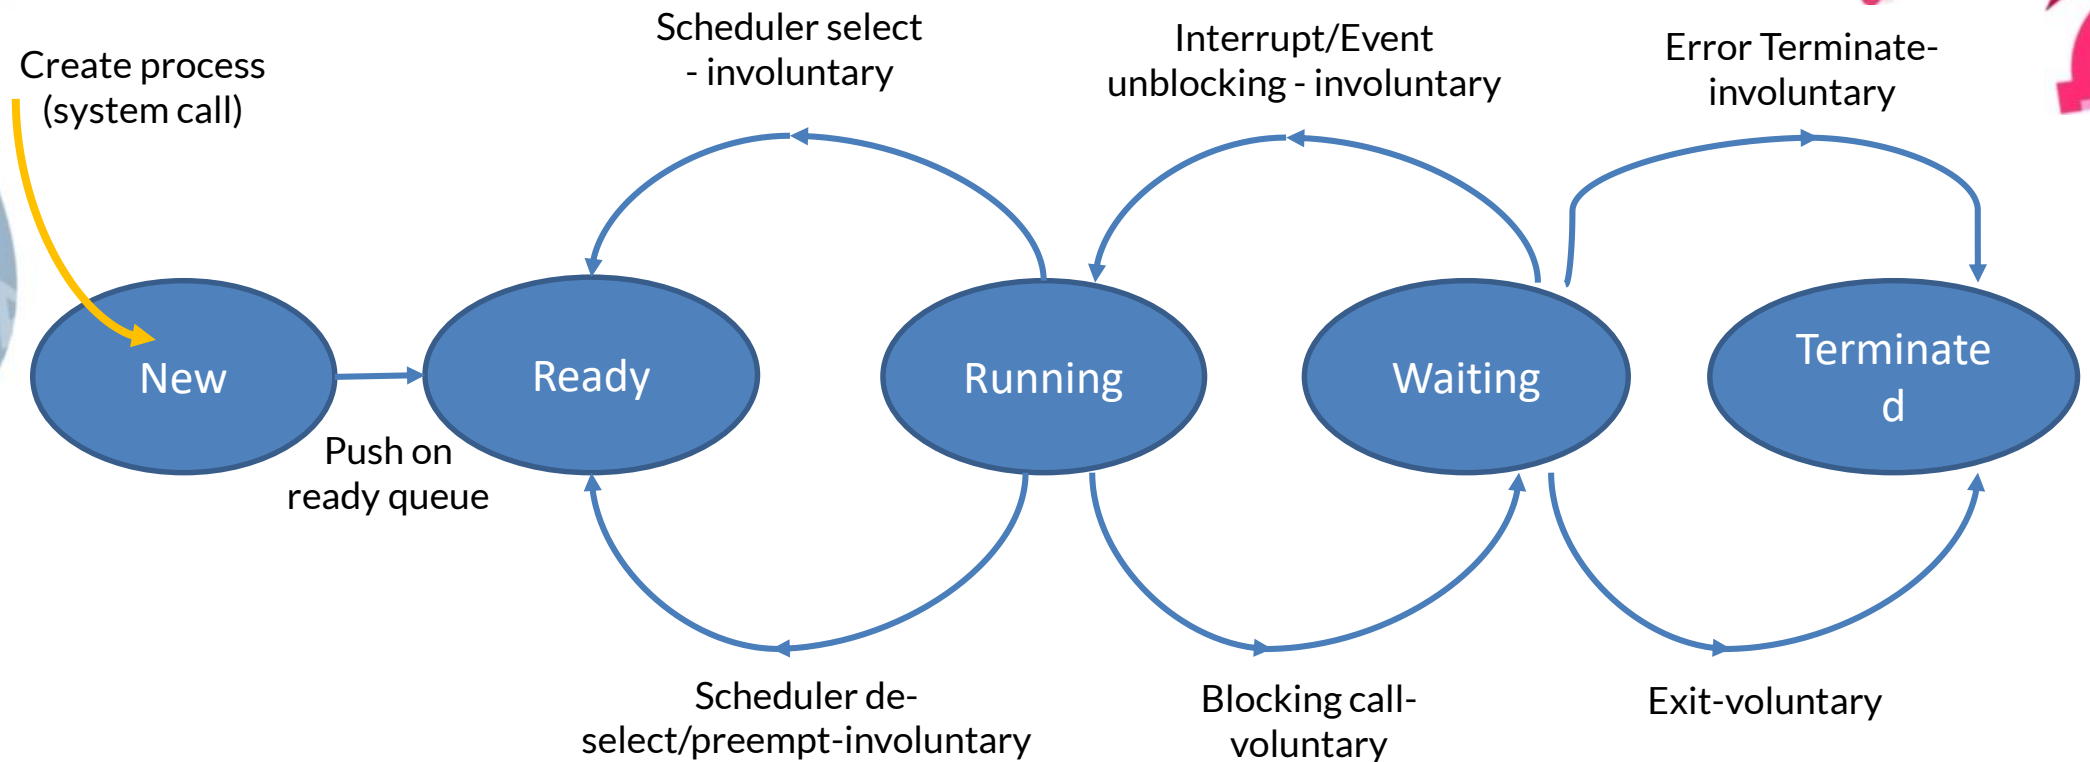 Create process
(system call)
Scheduler select
- involuntary
Interrupt/Event
unblocking - involuntary
Error Terminate-
involuntary
New
Ready
Running
Waiting
Terminate
d
Push on
ready queue
Scheduler de-
select/preempt-involuntary
Blocking call-
voluntary
Exit-voluntary